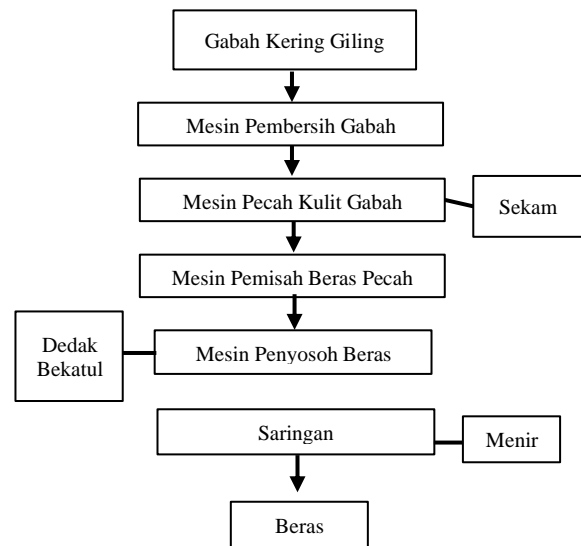 Gabah Kering Giling
Mesin Pembersih Gabah
Mesin Pecah Kulit Gabah
Sekam
Mesin Pemisah Beras Pecah
Dedak
Bekatul
Mesin Penyosoh Beras
Saringan
Menir
Beras